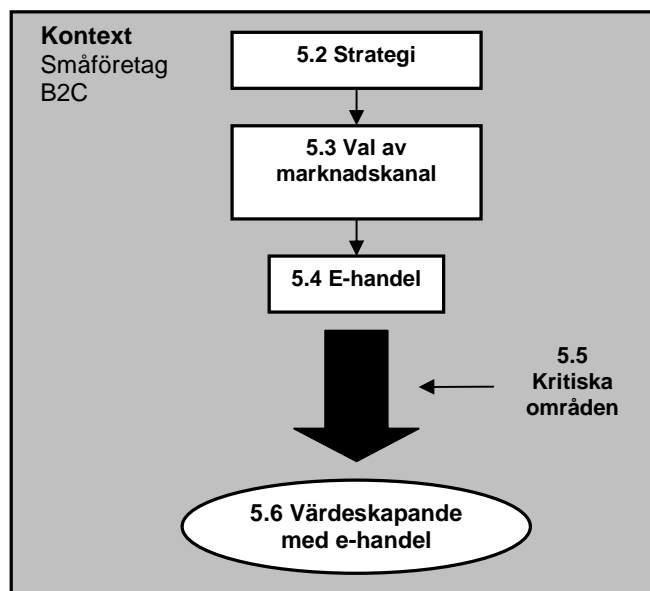 Kontext
Småföretag
B2C
5.2 Strategi
5.3 Val av
marknadskanal
5.4 E-handel
5.5
Kritiska
områden
5.6 Värdeskapande
med e-handel